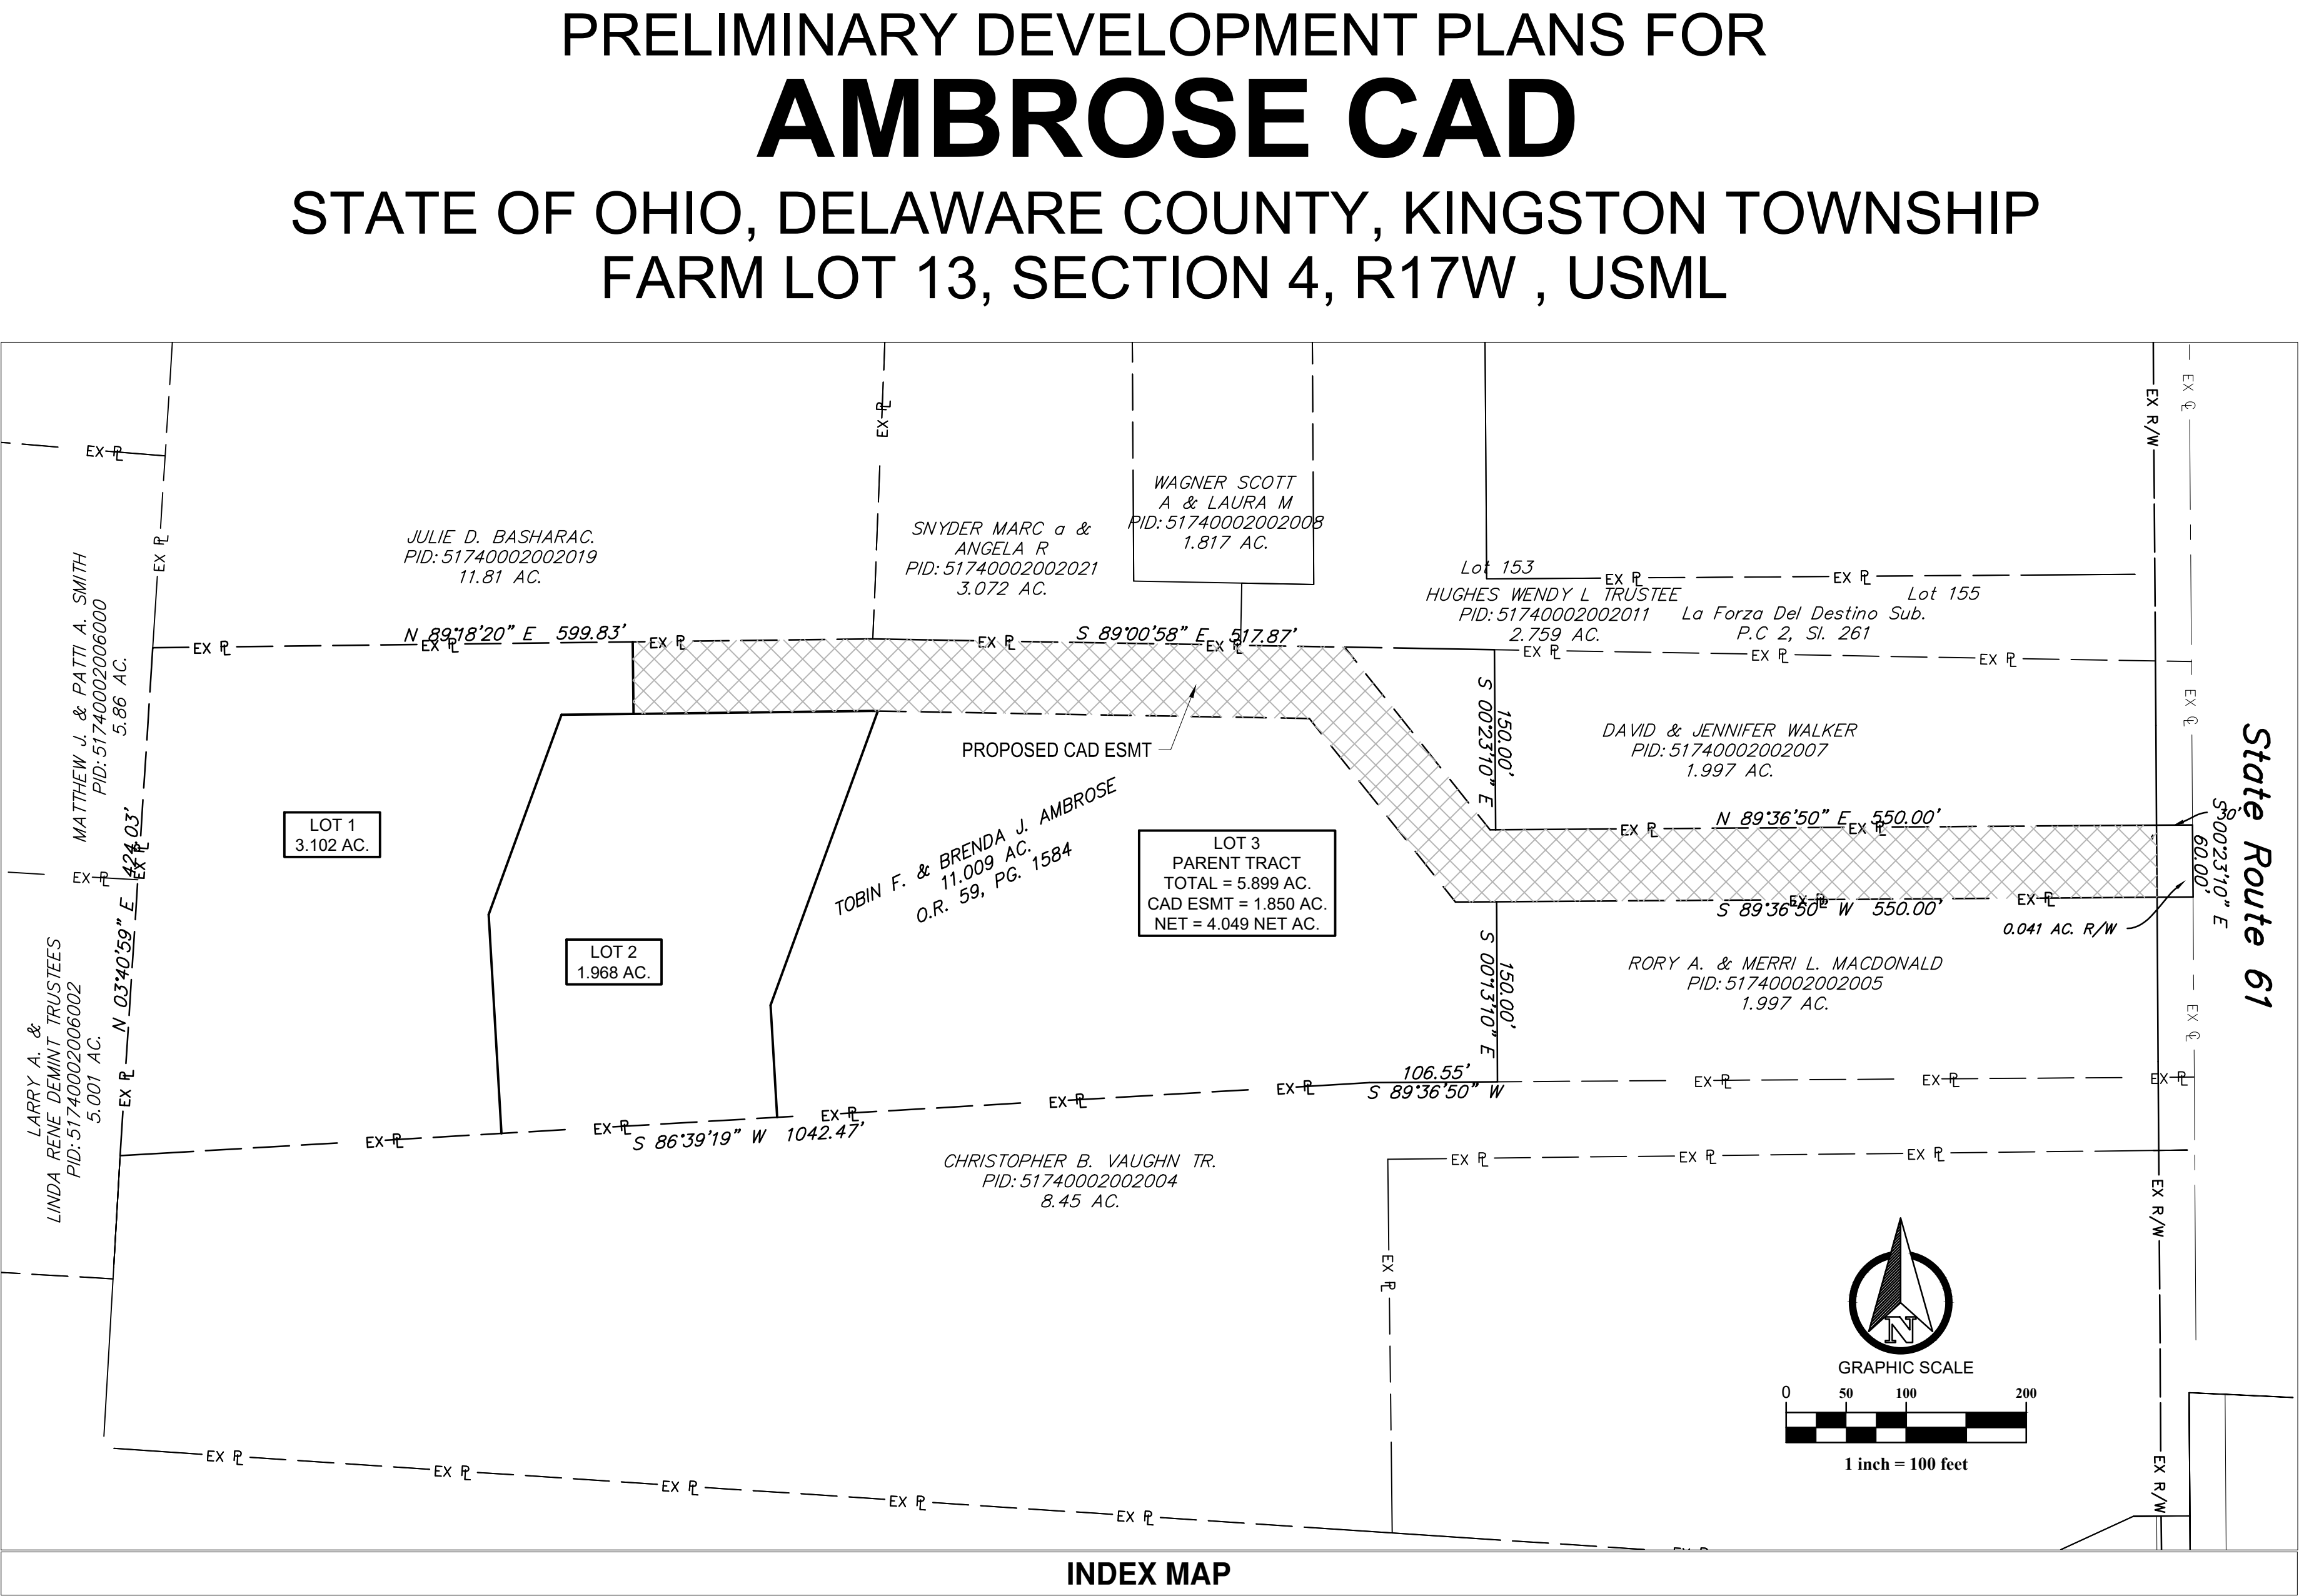 PRELIMINARY DEVELOPMENT PLANS FOR
AMBROSE CAD
STATE OF OHIO, DELAWARE COUNTY, KINGSTON TOWNSHIP
FARM LOT 13, SECTION 4, R17W , USML
EX PL
EX PL
EX R/W
EX CL
EX PL
MATTHEW J. & PATTI A. SMITH
PID: 51740002006000
5.86 AC.
JULIE D. BASHARAC.
PID: 51740002002019
11.81 AC.
SNYDER MARC a &
ANGELA R
PID: 51740002002021
3.072 AC.
WAGNER SCOTT
A & LAURA M
PID: 51740002002008
1.817 AC.
Lot 153
HUGHES WENDY L TRUSTEE
PID: 51740002002011
2.759 AC.
EX PL
EX PL
Lot 155
La Forza Del Destino Sub.
P.C 2, Sl. 261
EX PL
N 89°18'20" E 599.83'
EX PL
EX PL
EX PL
S 89°00'58" E 517.87'
EX PL
EX PL
EX PL
EX PL
EX CL
PROPOSED CAD ESMT
S 00°23'10" E
150.00'
DAVID & JENNIFER WALKER
PID: 51740002002007
1.997 AC.
State Route 61
N 89°36'50" E 550.00'
EX PL
EX PL
30'
S 00°23'10" E
60.00'
LOT 1
3.102 AC.
N 03°40'59" E 424.03'
EX PL
EX PL
EX PL
TOBIN F. & BRENDA J. AMBROSE
11.009 AC.
O.R. 59, PG. 1584
LOT 3
PARENT TRACT
TOTAL = 5.899 AC.
CAD ESMT = 1.850 AC.
NET = 4.049 NET AC.
EX PL
EX PL
S 89°36'50" W 550.00'
0.041 AC. R/W
LOT 2
1.968 AC.
LARRY A. &
LINDA RENE DEMINT TRUSTEES
PID: 51740002006002
5.001 AC.
S 00°13'10" E
150.00'
RORY A. & MERRI L. MACDONALD
PID: 51740002002005
1.997 AC.
EX CL
106.55'
S 89°36'50" W
EX PL
EX PL
EX PL
EX PL
EX PL
EX PL
EX PL
EX PL
S 86°39'19" W 1042.47'
CHRISTOPHER B. VAUGHN TR.
PID: 51740002002004
8.45 AC.
EX PL
EX PL
EX PL
EX R/W
EX PL
N
GRAPHIC SCALE
0 50 100 200
1 inch = 100 feet
EX PL
EX PL
EX PL
EX PL
EX PL
EX R/W
INDEX MAP